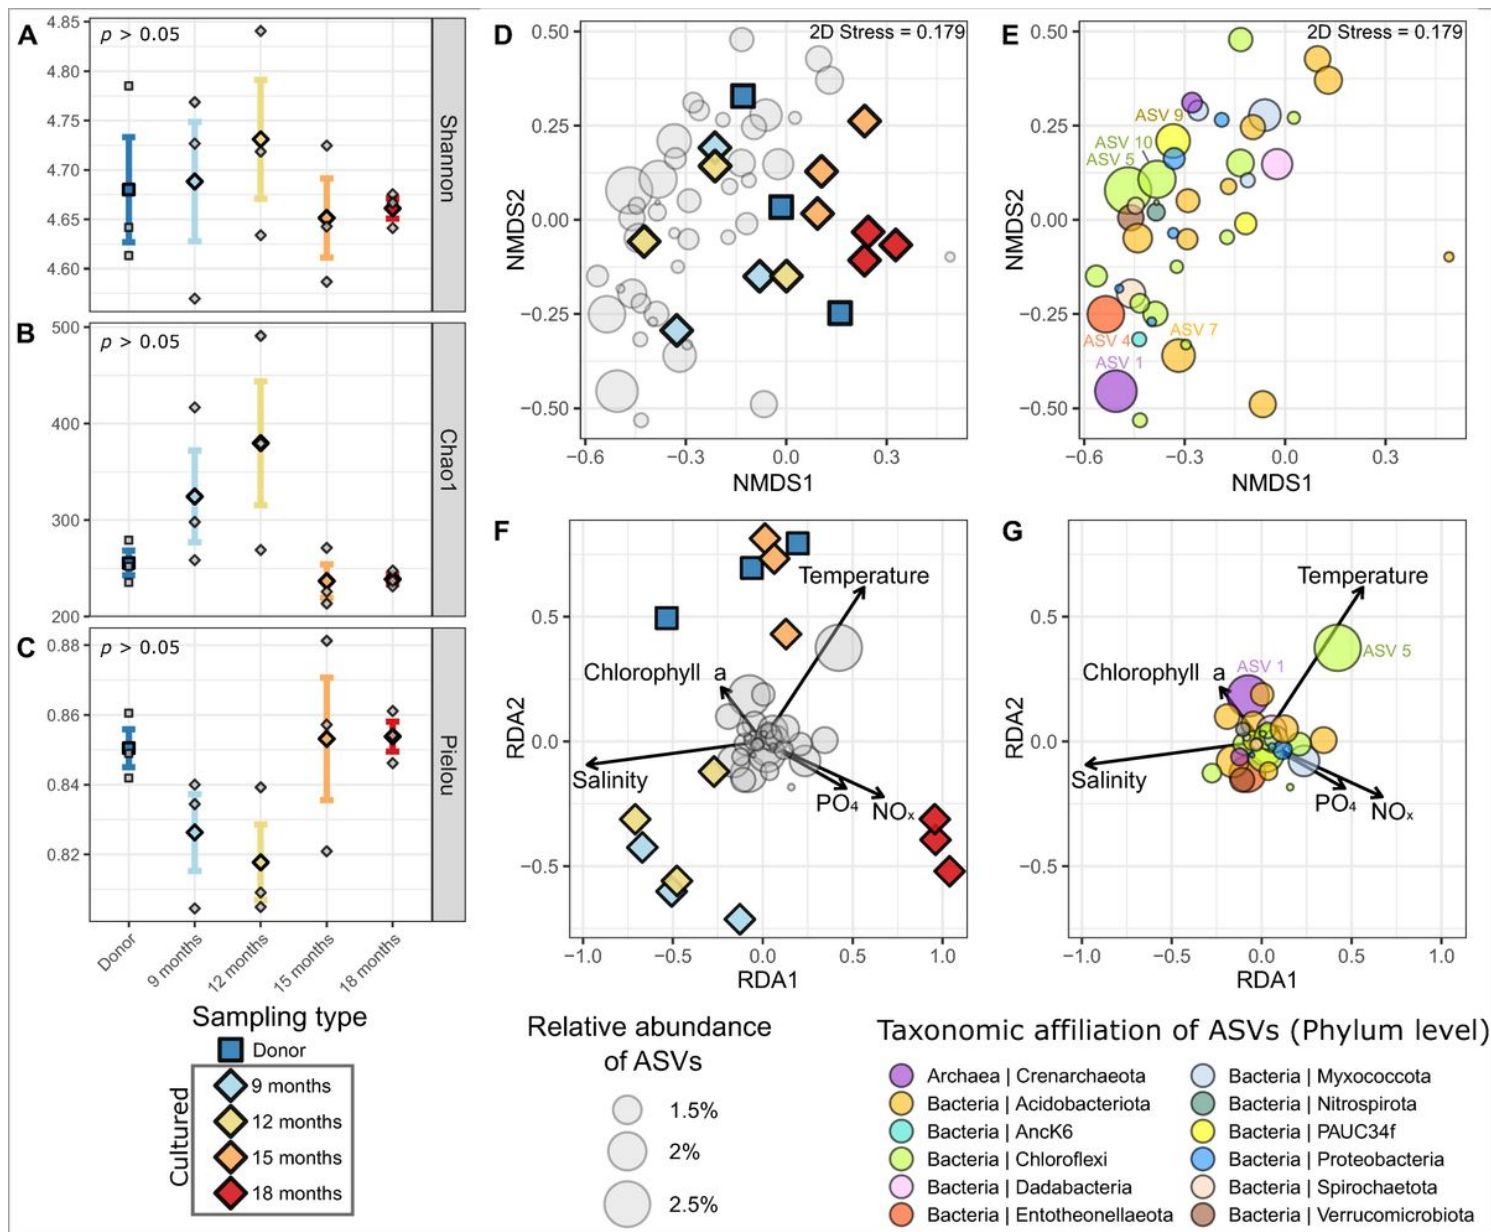 A
p > 0.05
4.85
4.80
4.75
4.70
4.65
4.60
Shannon
B
p > 0.05
500
400
300
200
Chao1
C
p > 0.05
0.88
0.86
0.84
0.82
Pielou
Donor
9 months
12 months
15 months
18 months
Sampling type
Donor
Cultured
9 months
12 months
15 months
18 months
D
2D Stress = 0.179
0.50
0.25
0.00
−0.25
−0.50
NMDS2
−0.6
−0.3
0.0
0.3
NMDS1
E
2D Stress = 0.179
0.50
0.25
0.00
−0.25
−0.50
NMDS2
ASV 9
ASV 10
ASV 5
ASV 7
ASV 4
ASV 1
−0.6
−0.3
0.0
0.3
NMDS1
F
0.5
0.0
−0.5
RDA2
Temperature
Chlorophyll a
Salinity
PO₄
NOₓ
−1.0
−0.5
0.0
0.5
1.0
RDA1
G
0.5
0.0
−0.5
RDA2
Temperature
ASV 1
ASV 5
Chlorophyll a
Salinity
PO₄
NOₓ
−1.0
−0.5
0.0
0.5
1.0
RDA1
Relative abundance
of ASVs
1.5%
2%
2.5%
Taxonomic affiliation of ASVs (Phylum level)
Archaea | Crenarchaeota
Bacteria | Acidobacteriota
Bacteria | AncK6
Bacteria | Chloroflexi
Bacteria | Dadabacteria
Bacteria | Entotheonellaeota
Bacteria | Myxococcota
Bacteria | Nitrospirota
Bacteria | PAUC34f
Bacteria | Proteobacteria
Bacteria | Spirochaetota
Bacteria | Verrucomicrobiota